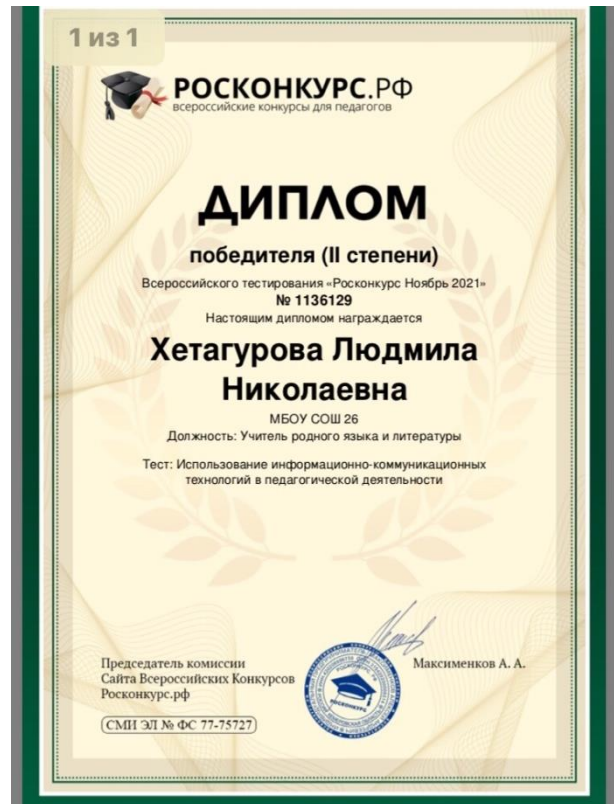 1 из 1
РОСКОНКУРС.РФ
всероссийские конкурсы для педагогов
ДИПЛОМ
победителя (II степени)
Всероссийского тестирования «Росконкурс Ноябрь 2021»
№ 1136129
Настоящим дипломом награждается
Хетагурова Людмила
Николаевна
МБОУ СОШ 26
Должность: Учитель родного языка и литературы
Тест: Использование информационно-коммуникационных
технологий в педагогической деятельности
Председатель комиссии
Сайта Всероссийских Конкурсов
Росконкурс.рф
Максименков А. А.
РОСКОНКУРС
СМИ ЭЛ № ФС 77-75727